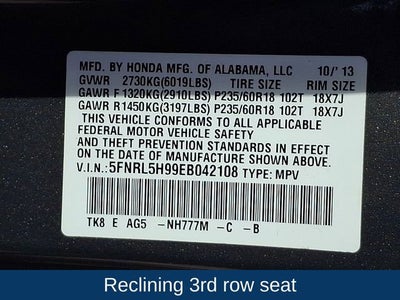 MFD. BY HONDA MFG. OF ALABAMA, LLC 10/'13
GVWR 2730KG(6019LBS) TIRE SIZE RIM SIZE
GAWR F1320KG(2910LBS)P235/60R18 102T 18X7J
GAWR R1450KG(3197LBS)P235/60R18 102T 18X7J
THIS VEHICLE CONFORMS TO ALL APPLICABLE
FEDERAL MOTOR VEHICLE SAFETY, BUMPER, AND
THEFT PREVENTION STANDARDS IN EFFECT ON
THE DATE OF MANUFACTURE SHOWN ABOVE.
V.I.N.:5FNRL5H99EB042108 TYPE: MPV
TK8 E AG5 -NH777M -C -B
Reclining 3rd row seat